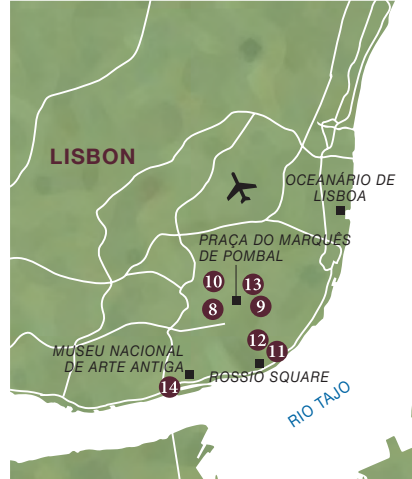 LISBON
OCEANÁRIO DE
LISBOA
PRAÇA DO MARQUÊS
DE POMBAL
10
13
8
9
12
11
MUSEU NACIONAL
DE ARTE ANTIGA
14
ROSSIO SQUARE
RIO TAJO